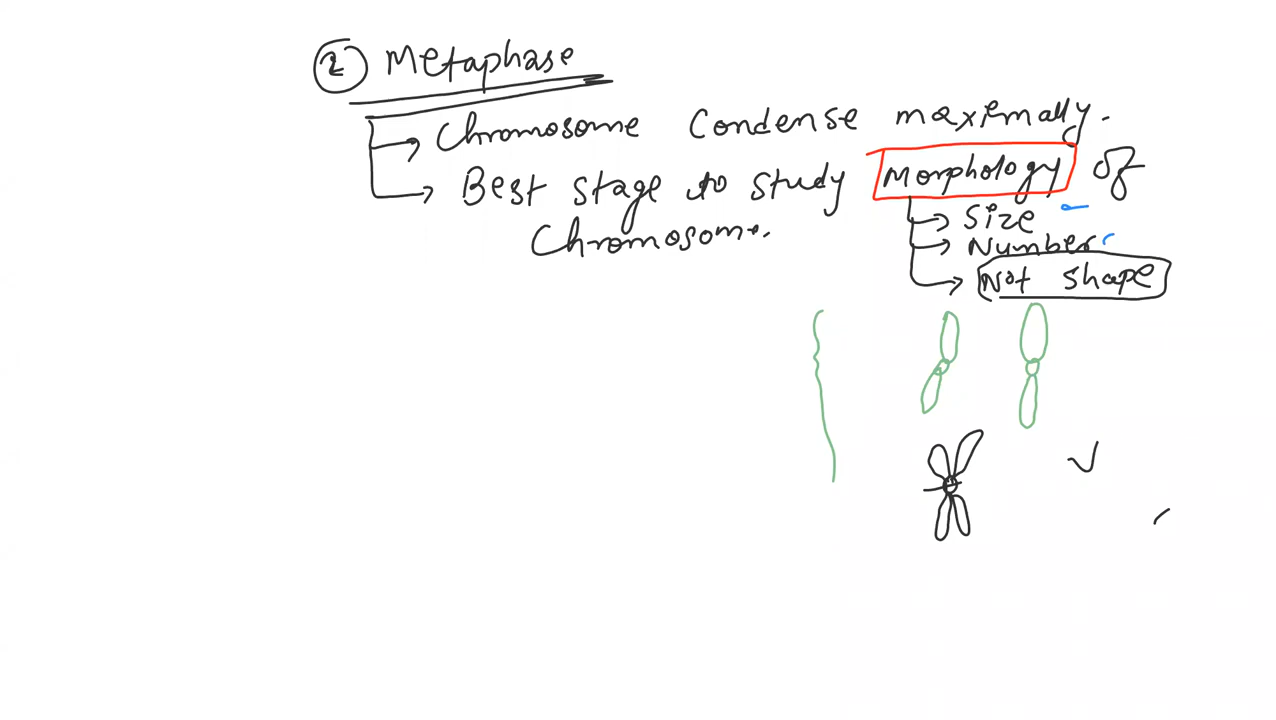 2 Metaphase
Chromosome Condense maximally.
Best stage to study Morphology of
Chromosome.
Size
Number
Not shape